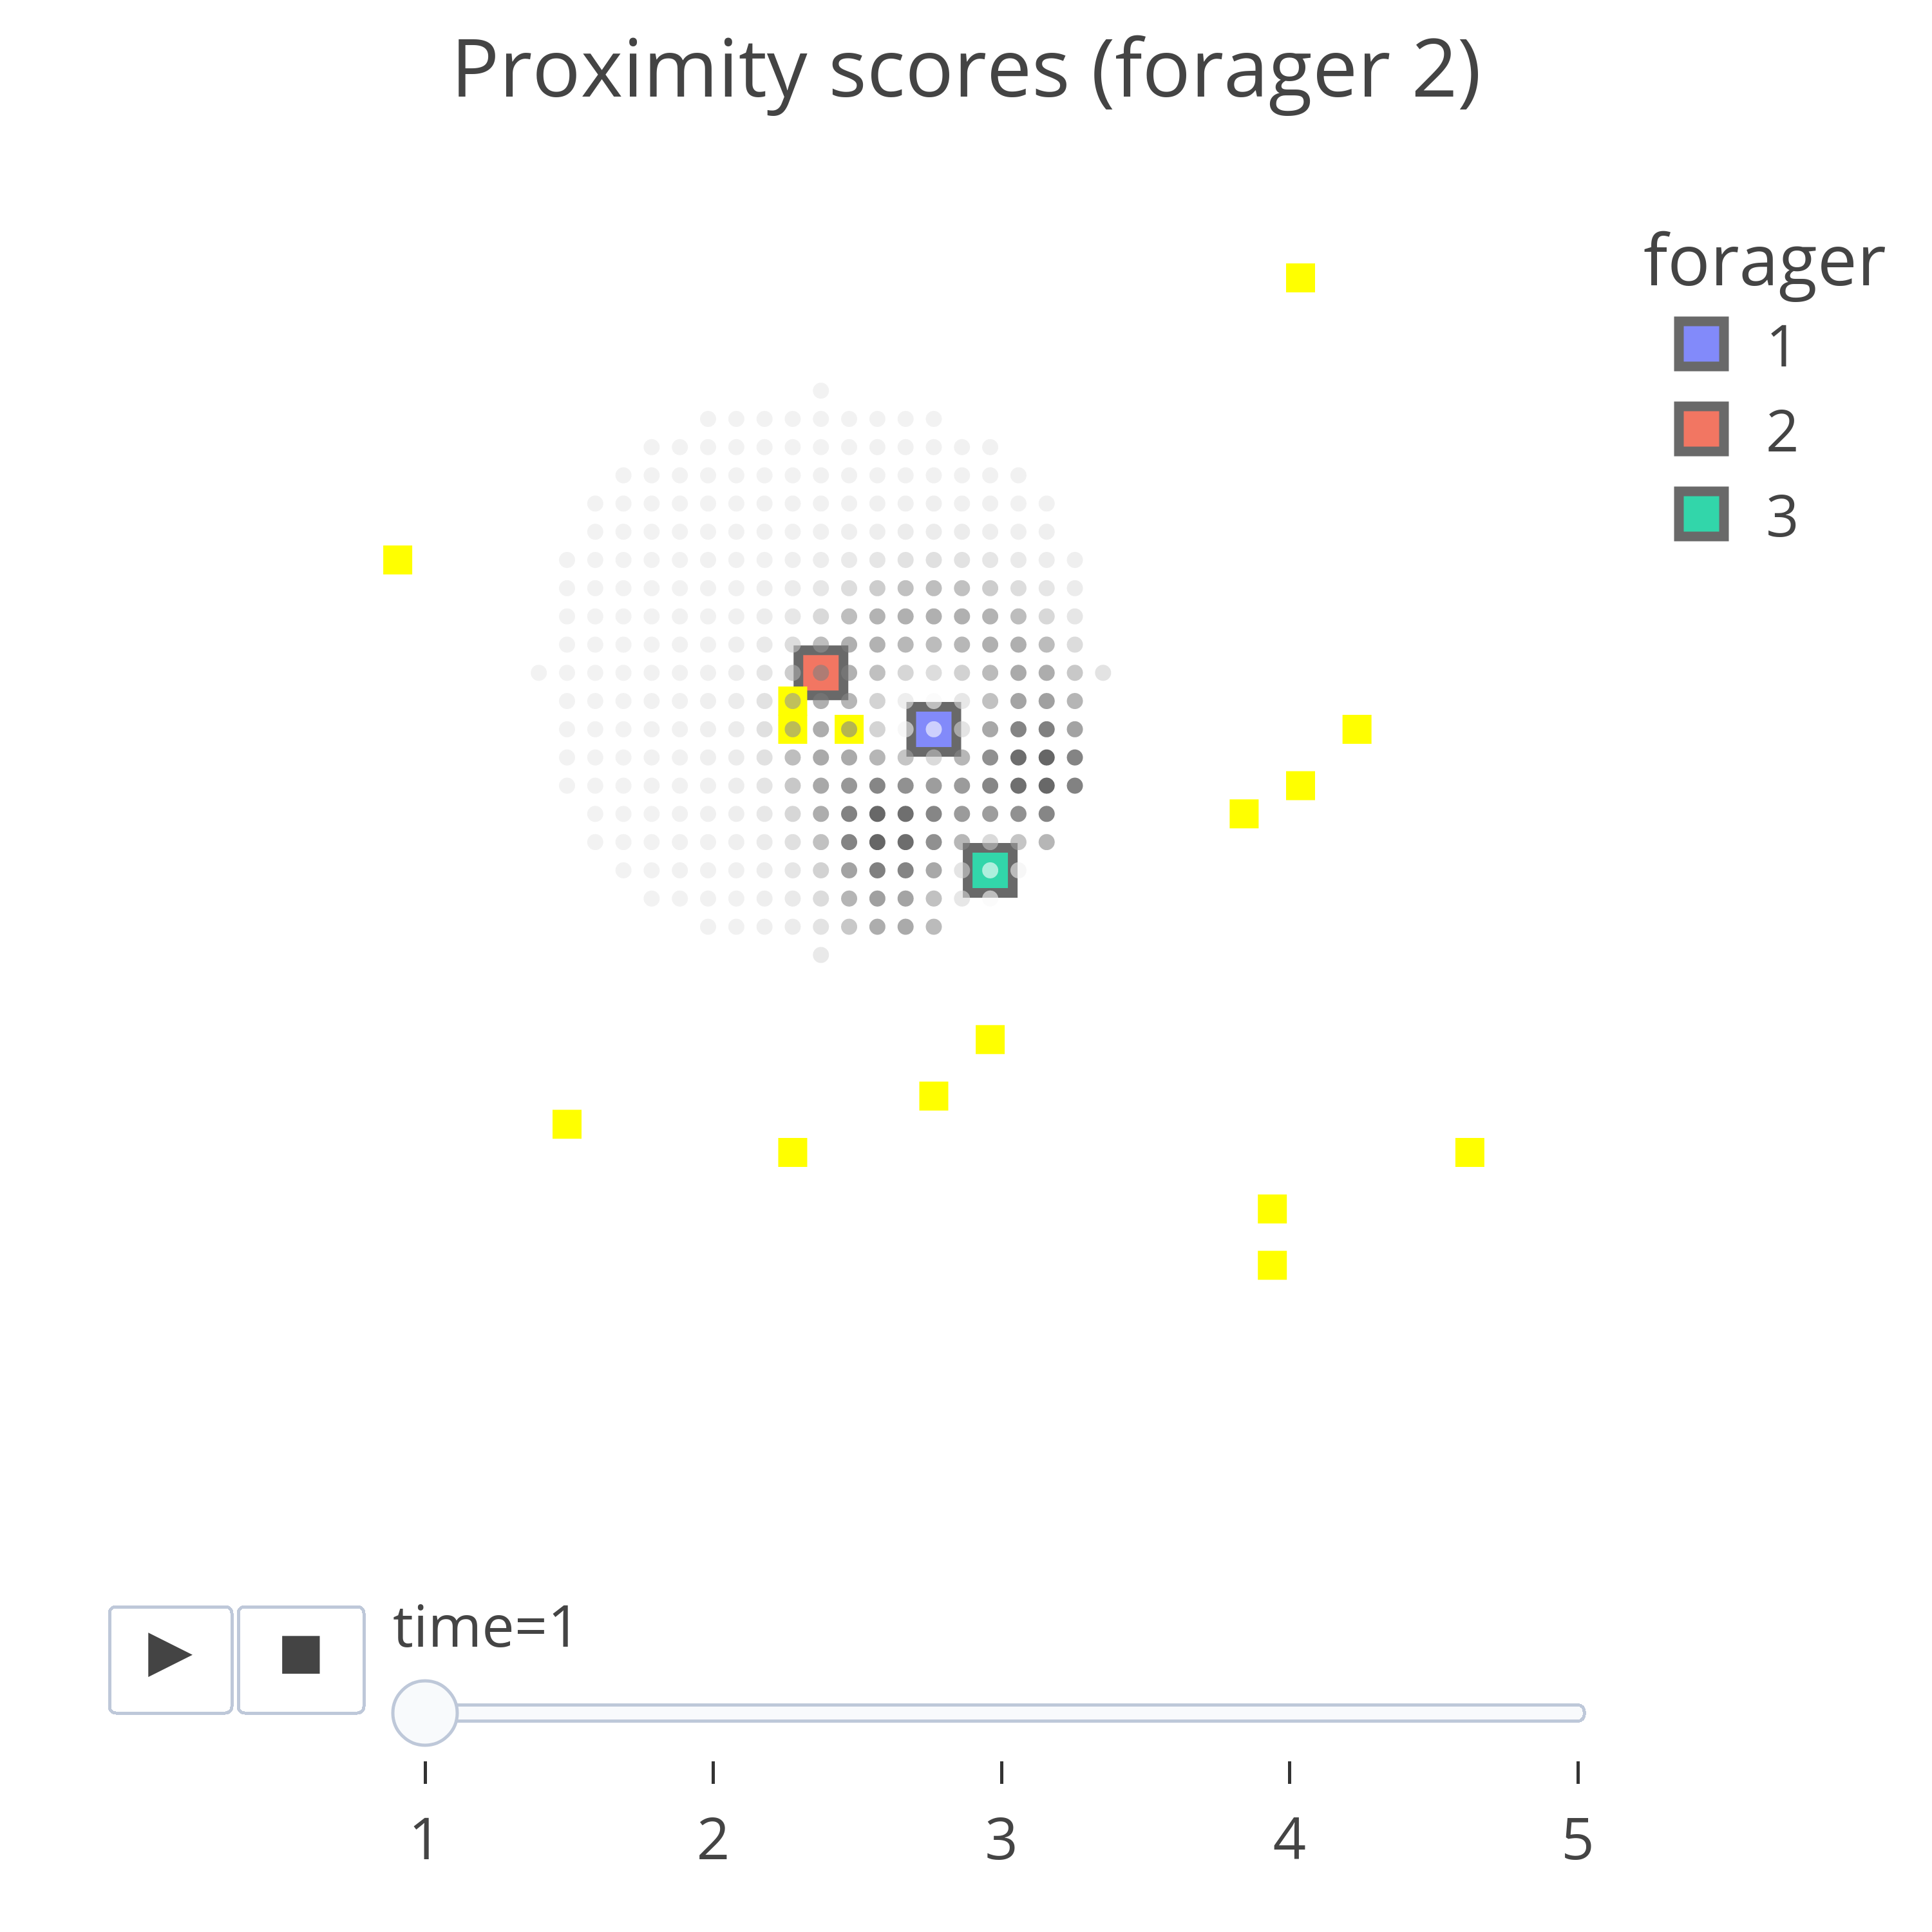 Proximity scores (forager 2)
forager
1
2
3
time=1
1 2 3 4 5